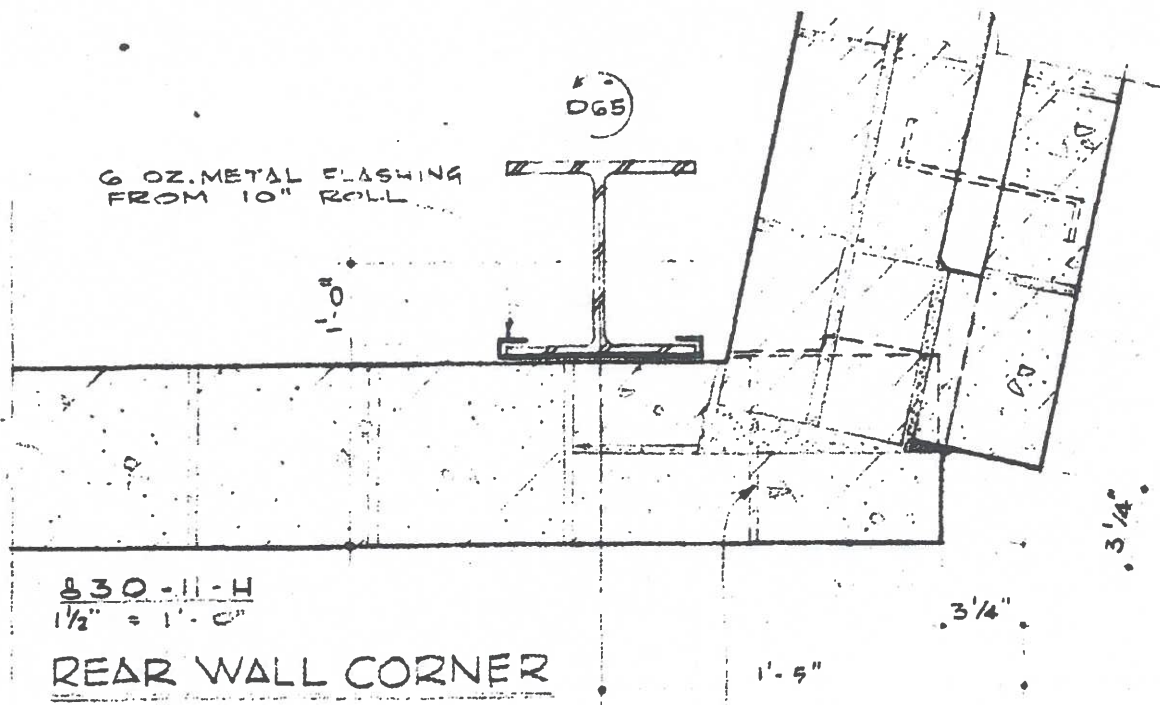 D65
6 OZ. METAL FLASHING
FROM 10" ROLL
1'-0"
3 1/4"
830-11-H
1 1/2" = 1'-0"
3 1/4"
REAR WALL CORNER
1'-5"